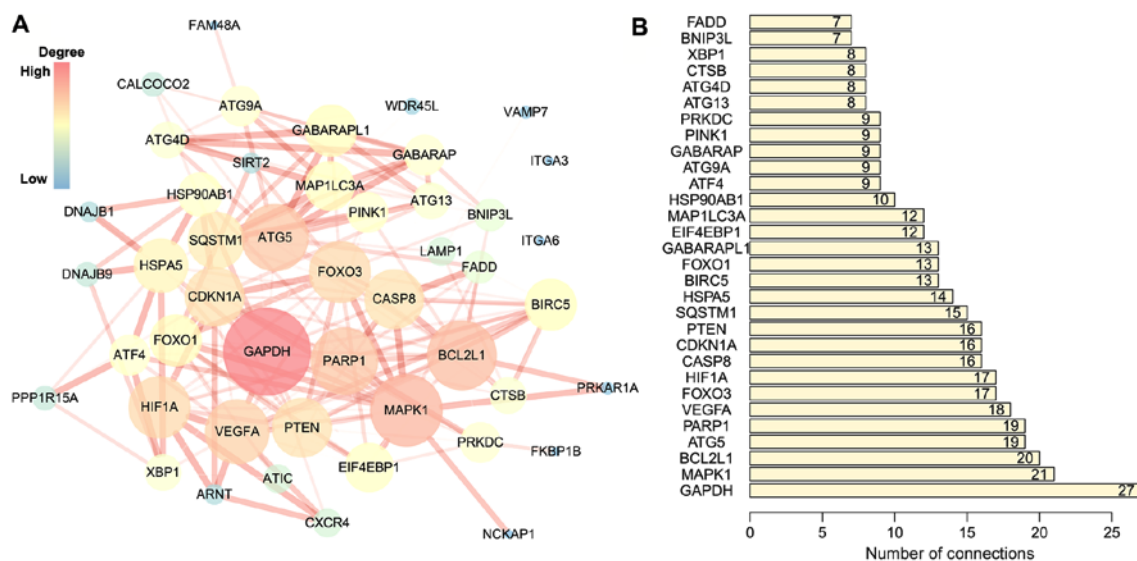 A
Degree
High
Low
FAM48A
CALCOCO2
ATG9A
WDR45L
VAMP7
ATG4D
GABARAPL1
GABARAP
SIRT2
ITGA3
HSP90AB1
MAP1LC3A
ATG13
DNAJB1
PINK1
BNIP3L
SQSTM1
ATG5
ITGA6
LAMP1
DNAJB9
HSPA5
FOXO3
FADD
CDKN1A
CASP8
BIRC5
FOXO1
GAPDH
PARP1
BCL2L1
ATF4
PPP1R15A
CTSB
PRKAR1A
HIF1A
MAPK1
VEGFA
PTEN
PRKDC
FKBP1B
XBP1
EIF4EBP1
ATIC
ARNT
CXCR4
NCKAP1
B
FADD 7
BNIP3L 7
XBP1 8
CTSB 8
ATG4D 8
ATG13 8
PRKDC 9
PINK1 9
GABARAP 9
ATG9A 9
ATF4 9
HSP90AB1 10
MAP1LC3A 12
EIF4EBP1 12
GABARAPL1 13
FOXO1 13
BIRC5 13
HSPA5 14
SQSTM1 15
PTEN 16
CDKN1A 16
CASP8 16
HIF1A 17
FOXO3 17
VEGFA 18
PARP1 19
ATG5 19
BCL2L1 20
MAPK1 21
GAPDH 27
0 5 10 15 20 25
Number of connections